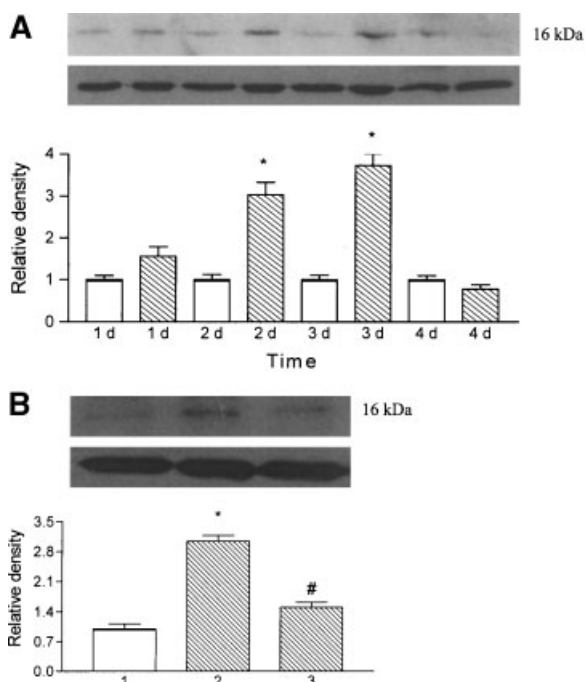 A
16 kDa
*
*
4
3
2
1
0
Relative density
1 d 1 d 2 d 2 d 3 d 3 d 4 d 4 d
Time
B
16 kDa
*
#
3.5
2.8
2.1
1.4
0.7
0.0
Relative density
1 2 3